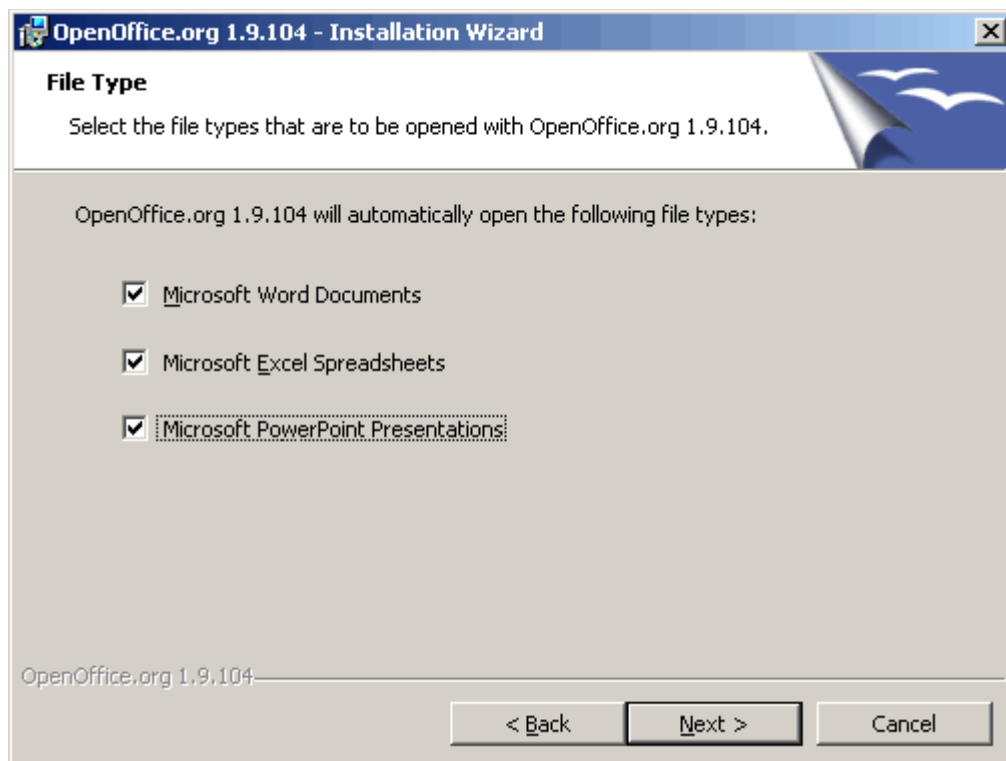 OpenOffice.org 1.9.104 - Installation Wizard
File Type
Select the file types that are to be opened with OpenOffice.org 1.9.104.
OpenOffice.org 1.9.104 will automatically open the following file types:
Microsoft Word Documents
Microsoft Excel Spreadsheets
Microsoft PowerPoint Presentations
OpenOffice.org 1.9.104
< Back
Next >
Cancel